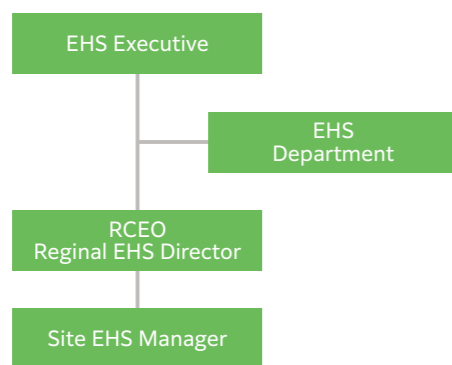 EHS Executive
EHS
Department
RCEO
Reginal EHS Director
Site EHS Manager